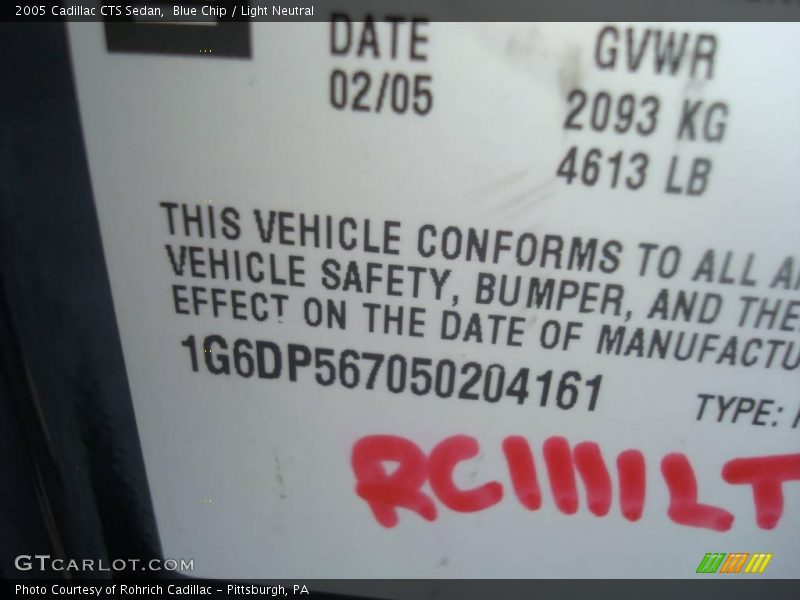 2005 Cadillac CTS Sedan,  Blue Chip / Light Neutral
DATE
02/05
GVWR
2093 KG
4613 LB
THIS VEHICLE CONFORMS TO ALL
VEHICLE SAFETY, BUMPER, AND THE
EFFECT ON THE DATE OF MANUFACTU
1G6DP567050204161
TYPE:
RC11111LT
GTCARLOT.COM
Photo Courtesy of Rohrich Cadillac – Pittsburgh, PA